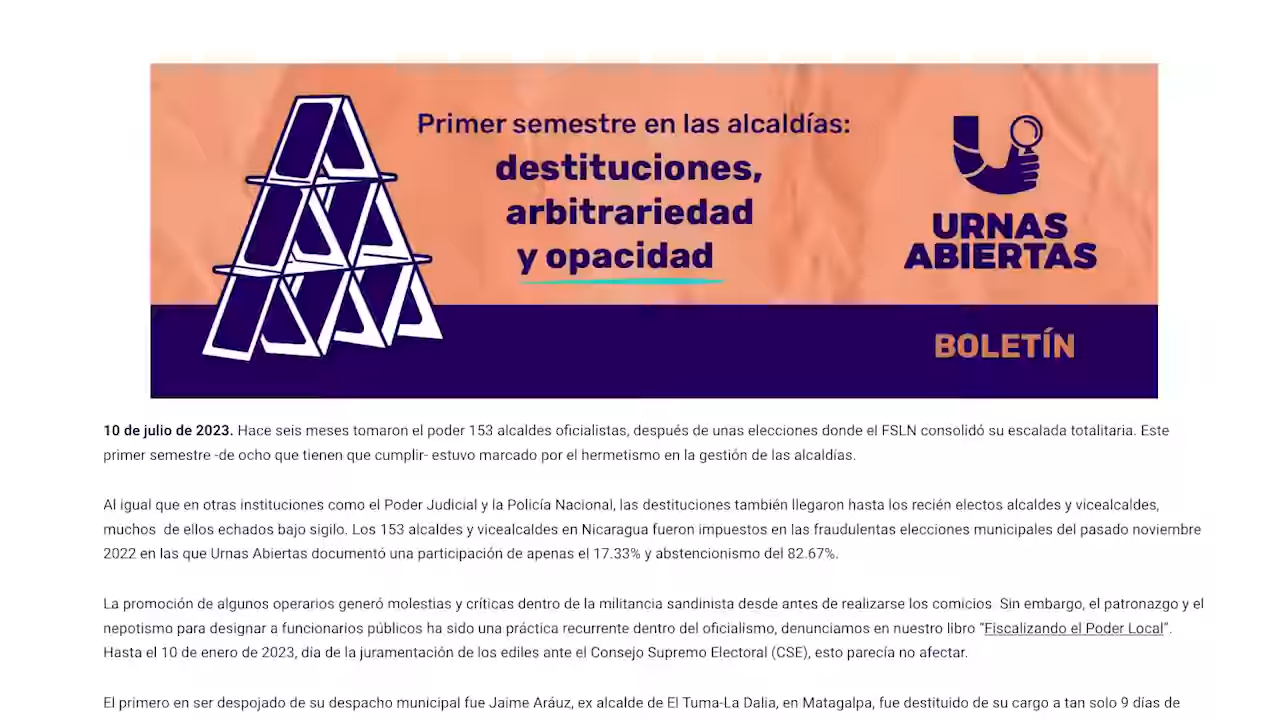 Primer semestre en las alcaldías:
destituciones,
arbitrariedad
y opacidad
URNAS
ABIERTAS
BOLETÍN
10 de julio de 2023. Hace seis meses tomaron el poder 153 alcaldes oficialistas, después de unas elecciones donde el FSLN consolidó su escalada totalitaria. Este
primer semestre -de ocho que tienen que cumplir- estuvo marcado por el hermetismo en la gestión de las alcaldías.
Al igual que en otras instituciones como el Poder Judicial y la Policía Nacional, las destituciones también llegaron hasta los recién electos alcaldes y vicealcaldes,
muchos  de ellos echados bajo sigilo. Los 153 alcaldes y vicealcaldes en Nicaragua fueron impuestos en las fraudulentas elecciones municipales del pasado noviembre
2022 en las que Urnas Abiertas documentó una participación de apenas el 17.33% y abstencionismo del 82.67%.
La promoción de algunos operarios generó molestias y críticas dentro de la militancia sandinista desde antes de realizarse los comicios  Sin embargo, el patronazgo y el
nepotismo para designar a funcionarios públicos ha sido una práctica recurrente dentro del oficialismo, denunciamos en nuestro libro “Fiscalizando el Poder Local”.
Hasta el 10 de enero de 2023, día de la juramentación de los ediles ante el Consejo Supremo Electoral (CSE), esto parecía no afectar.
El primero en ser despojado de su despacho municipal fue Jaime Aráuz, ex alcalde de El Tuma-La Dalia, en Matagalpa, fue destituido de su cargo a tan solo 9 días de